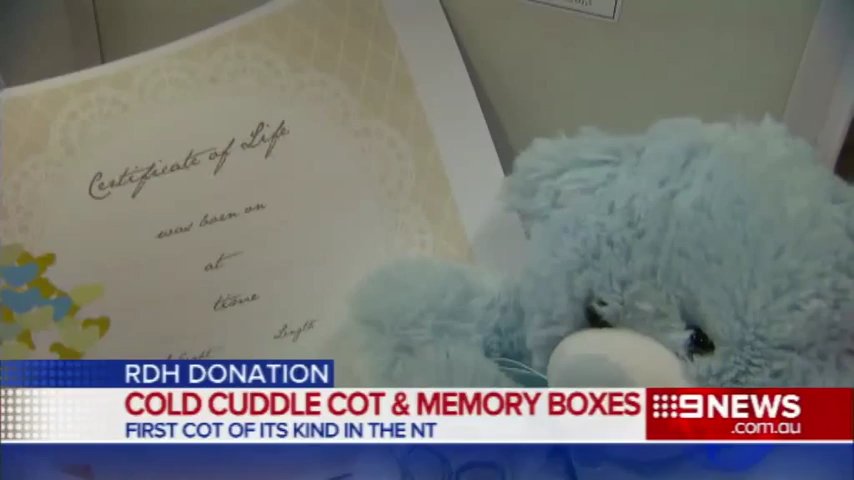 Certificate of Life
was born on
at
time
Length
RDH DONATION
COLD CUDDLE COT & MEMORY BOXES
FIRST COT OF ITS KIND IN THE NT
9NEWS
.com.au